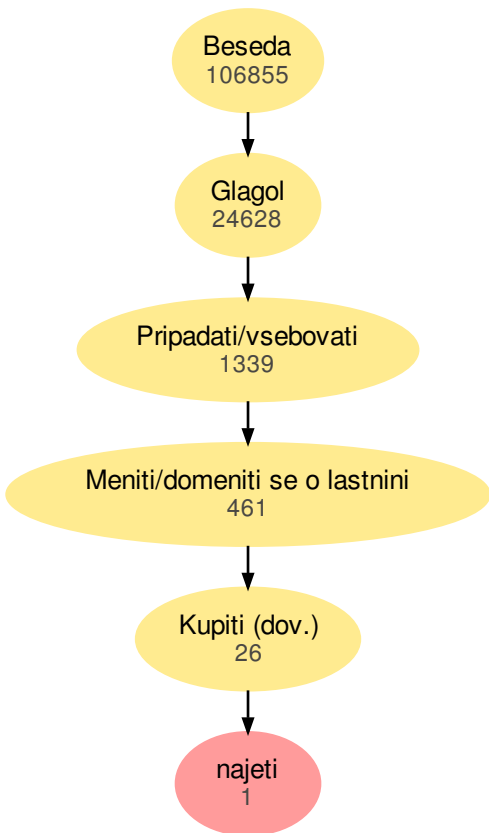 Beseda
106855
Glagol
24628
Pripadati/vsebovati
1339
Meniti/domeniti se o lastnini
461
Kupiti (dov.)
26
najeti
1